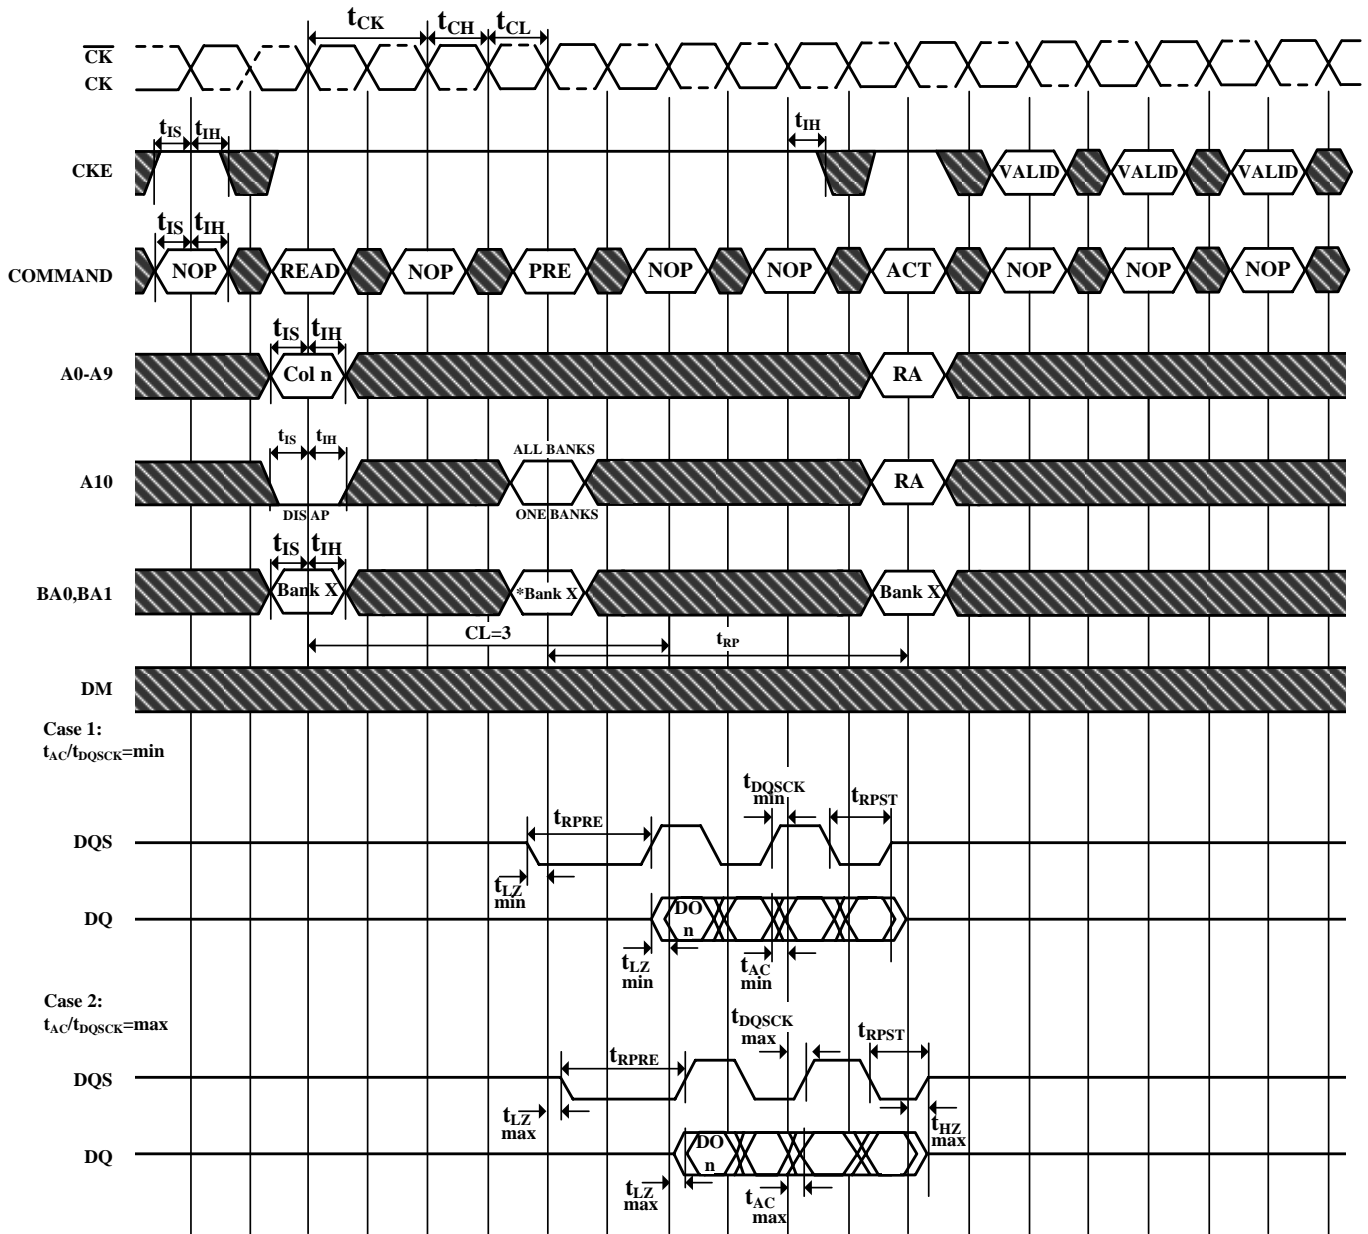 tCK tCH tCL
CK
CK
tIS tIH tIH
CKE VALID VALID VALID
tIS tIH
COMMAND NOP READ NOP PRE NOP NOP ACT NOP NOP NOP
tIS tIH
A0-A9 Col n RA
tIS tIH ALL BANKS
A10 RA
DIS AP ONE BANKS
tIS tIH
BA0,BA1 Bank X *Bank X Bank X
CL=3 tRP
DM
Case 1:
tAC/tDQSCK=min
tDQSCK
min
tRPRE tRPST
DQS
tLZ
min
DQ DO
n
tLZ
min
tAC
min
Case 2:
tAC/tDQSCK=max
tDQSCK
max
tRPRE tRPST
DQS
tLZ
max
tHZ
max
DQ DO
n
tLZ
max
tAC
max